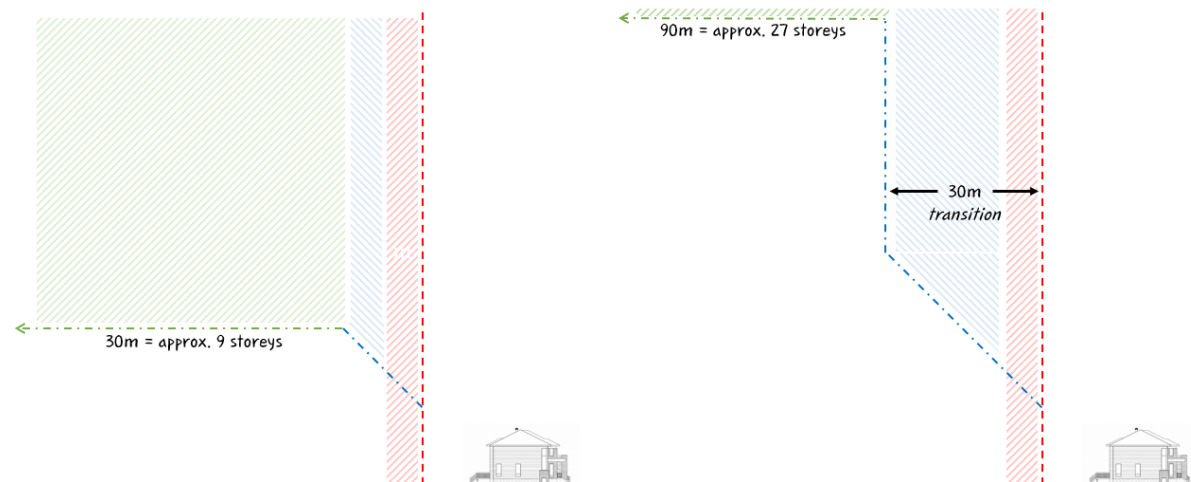 90m = approx. 27 storeys
30m
transition
30m = approx. 9 storeys